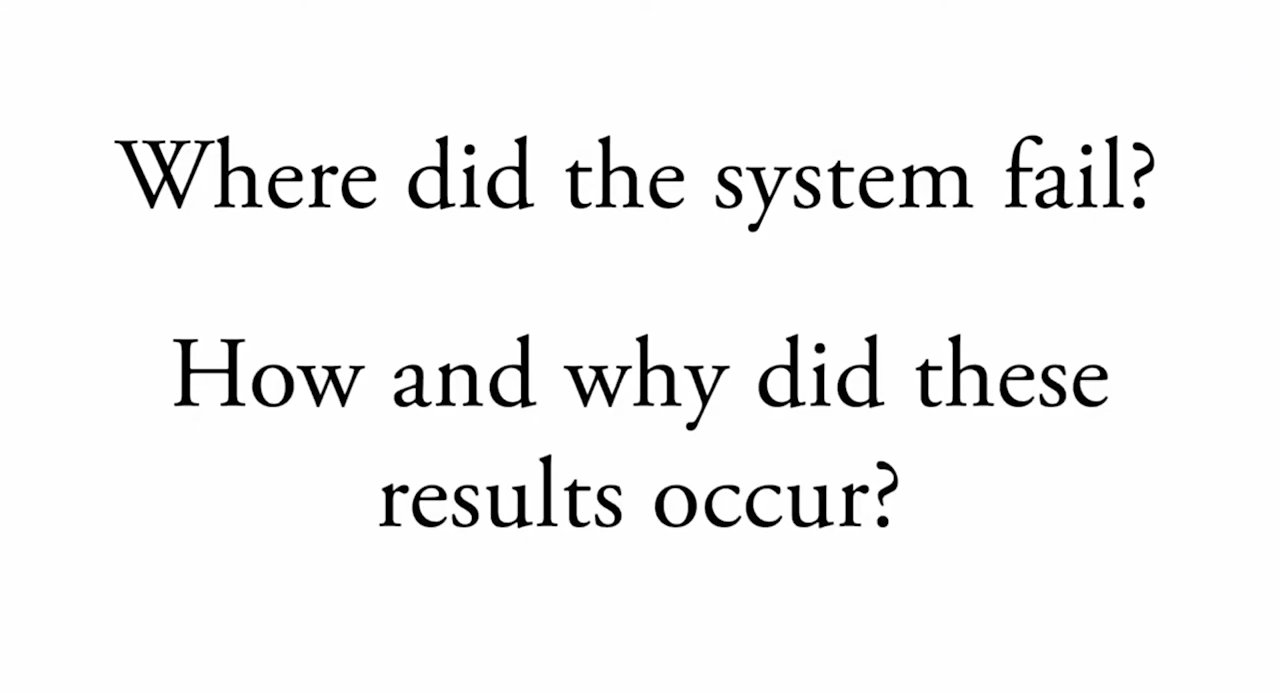 Where did the system fail?
How and why did these
results occur?